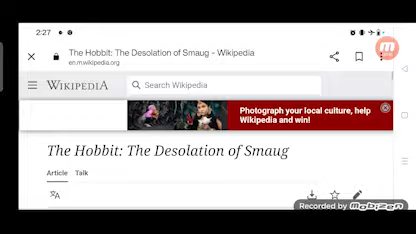 2:27
The Hobbit: The Desolation of Smaug - Wikipedia
en.m.wikipedia.org
WIKIPEDIA
Search Wikipedia
Photograph your local culture, help
Wikipedia and win!
The Hobbit: The Desolation of Smaug
Article Talk
Recorded by MOBIZEN